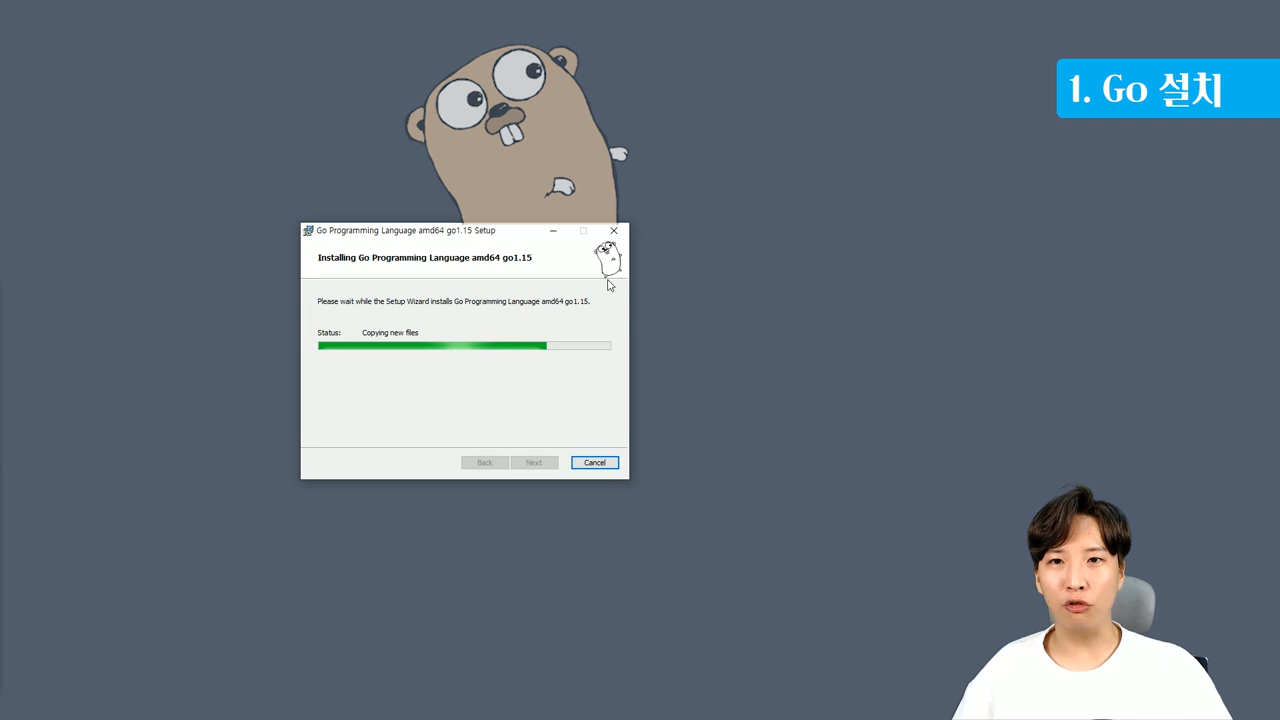 1. Go 설치
Go Programming Language amd64 go1.15 Setup
Installing Go Programming Language amd64 go1.15
Please wait while the Setup Wizard installs Go Programming Language amd64 go1.15.
Status: Copying new files
Back Next Cancel